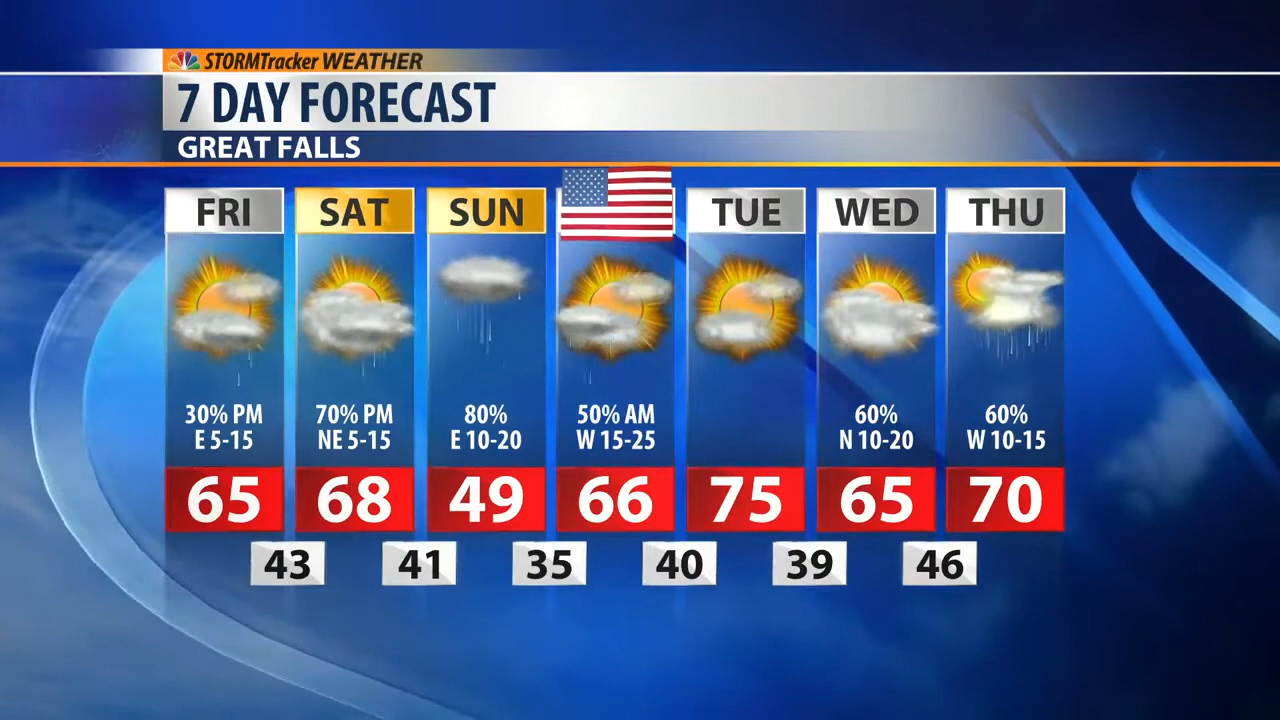 STORMTracker WEATHER
7 DAY FORECAST
GREAT FALLS
FRI SAT SUN TUE WED THU
30% PM 70% PM 80% 50% AM 60% 60%
E 5-15 NE 5-15 E 10-20 W 15-25 N 10-20 W 10-15
65 68 49 66 75 65 70
43 41 35 40 39 46